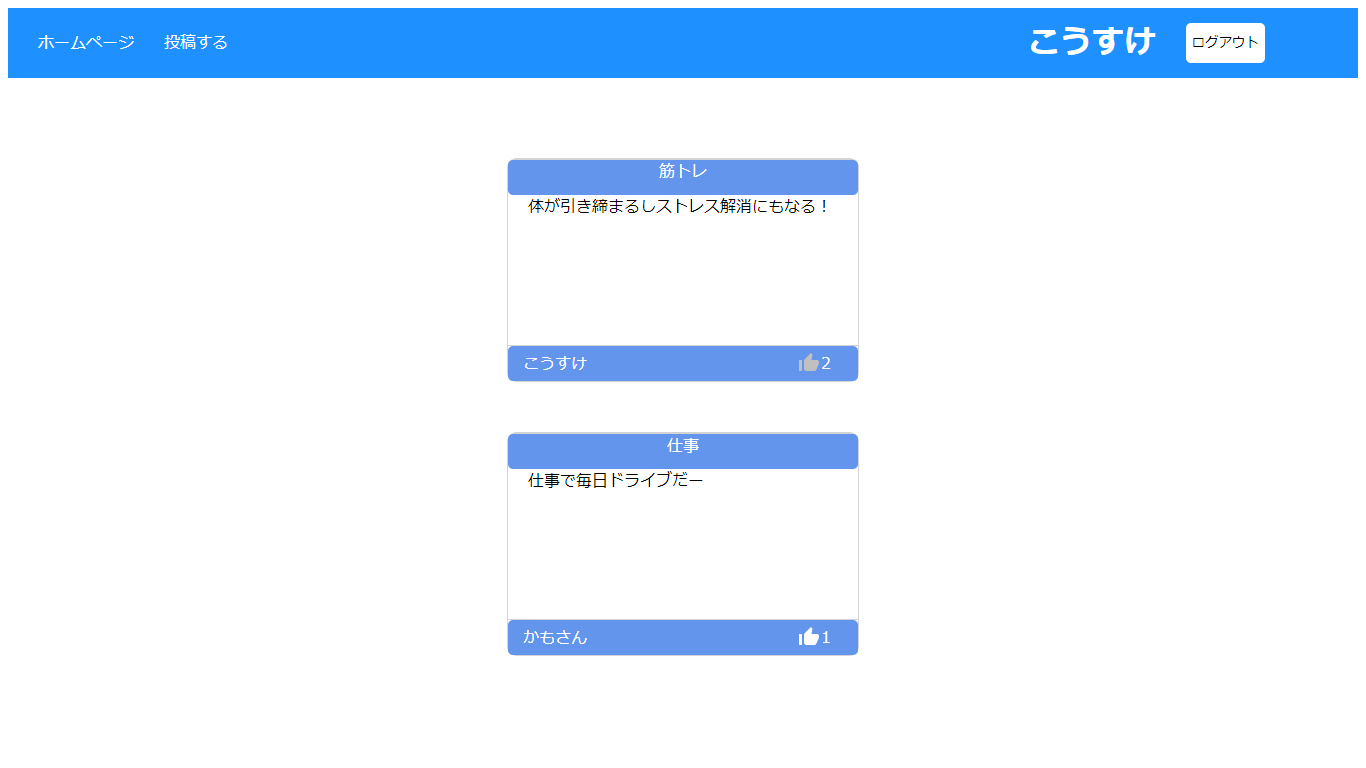 ホームページ 投稿する こうすけ ログアウト
筋トレ
体が引き締まるしストレス解消にもなる！
こうすけ 2
仕事
仕事で毎日ドライブだー
かもさん 1